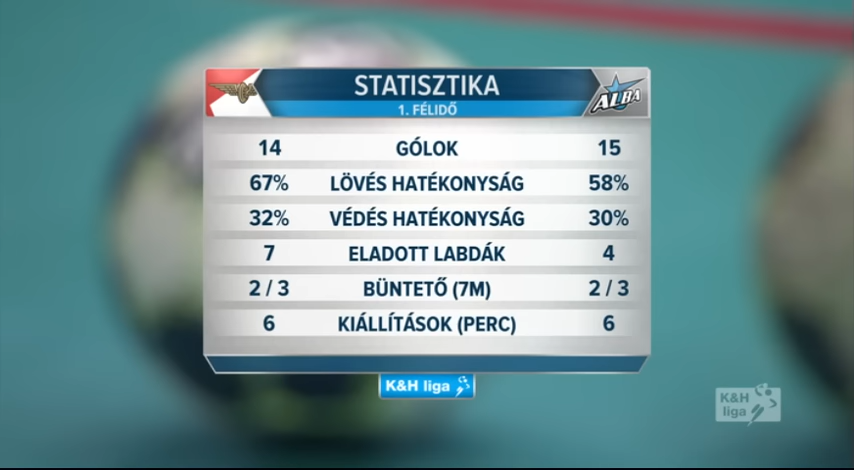 STATISZTIKA
1. FÉLIDŐ
ALBA
14 GÓLOK 15
67% LÖVÉS HATÉKONYSÁG 58%
32% VÉDÉS HATÉKONYSÁG 30%
7 ELADOTT LABDÁK 4
2 / 3 BÜNTETŐ (7M) 2 / 3
6 KIÁLLÍTÁSOK (PERC) 6
K&H liga
K&H
liga